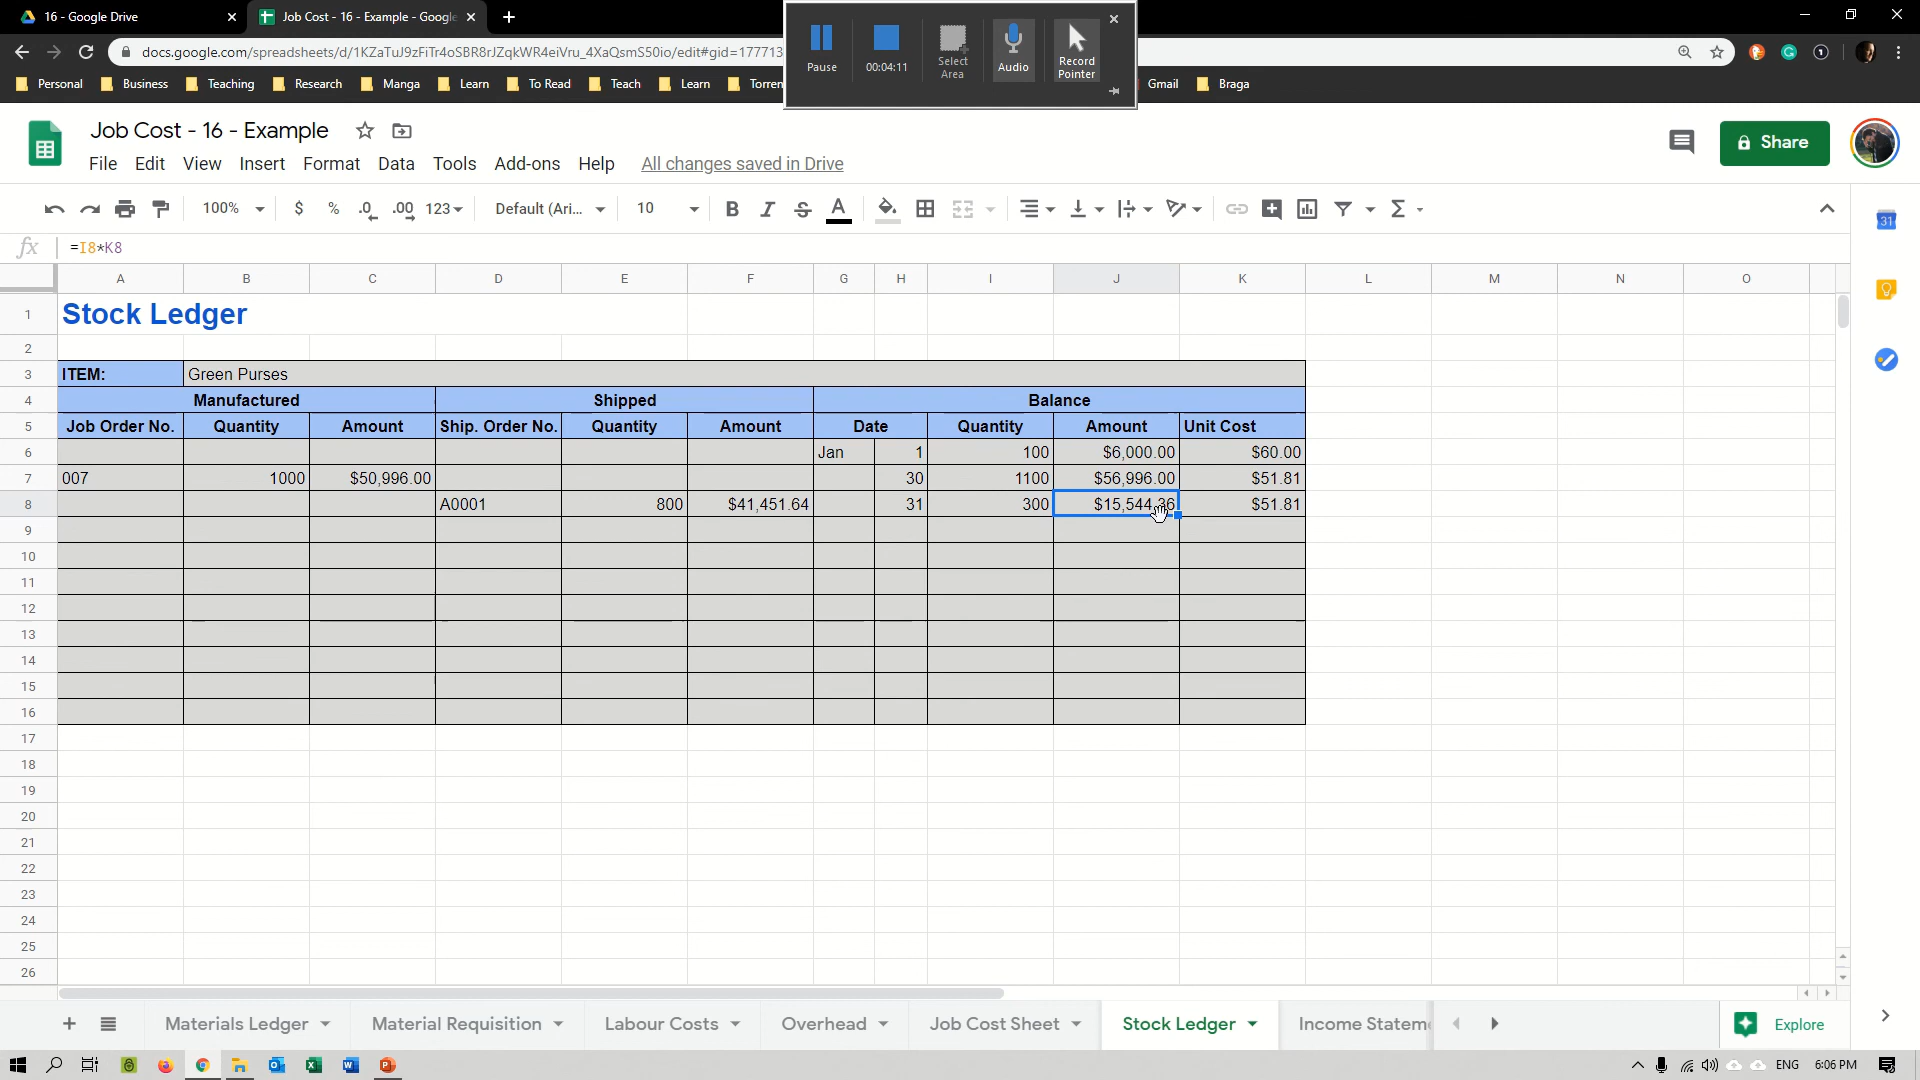 16 - Google Drive
Job Cost - 16 - Example - Google
docs.google.com/spreadsheets/d/1KZaTuJ9zFiTr4oSBR8rJZqkWR4eiVru_4XaQsmS50io/edit#gid=177713
Pause
00:04:11
Select Area
Audio
Record Pointer
Personal Business Teaching Research Manga Learn To Read Teach Learn Torren Gmail Braga
Job Cost - 16 - Example
Share
File Edit View Insert Format Data Tools Add-ons Help All changes saved in Drive
100% $ % .0 .00 123 Default (Ari... 10 B I S A Σ
fx =I8*K8
A B C D E F G H I J K L M N O
1 Stock Ledger
2
3 ITEM: Green Purses
4 Manufactured Shipped Balance
5 Job Order No. Quantity Amount Ship. Order No. Quantity Amount Date Quantity Amount Unit Cost
6 Jan 1 100 $6,000.00 $60.00
7 007 1000 $50,996.00 30 1100 $56,996.00 $51.81
8 A0001 800 $41,451.64 31 300 $15,544.36 $51.81
9
10
11
12
13
14
15
16
17
18
19
20
21
22
23
24
25
26
Materials Ledger Material Requisition Labour Costs Overhead Job Cost Sheet Stock Ledger Income Statem
Explore
ENG 6:06 PM